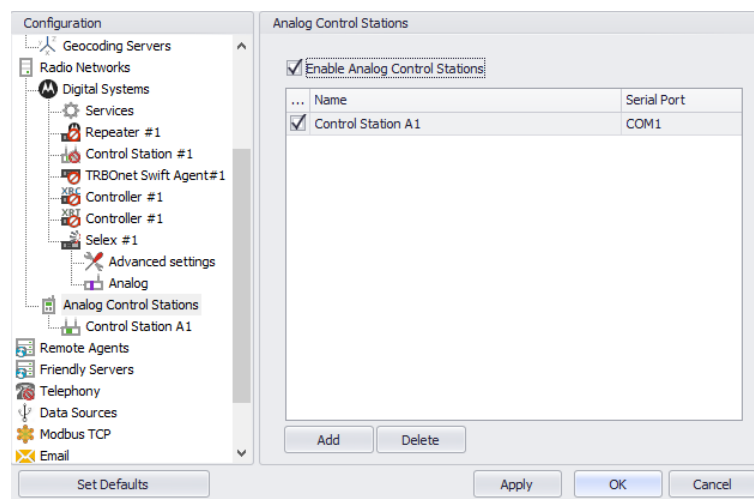 Configuration
Geocoding Servers
Radio Networks
Digital Systems
Services
Repeater #1
Control Station #1
TRBOnet Swift Agent#1
XRC
Controller #1
XRT
Controller #1
Selex #1
Advanced settings
Analog
Analog Control Stations
Control Station A1
Remote Agents
Friendly Servers
Telephony
Data Sources
Modbus TCP
Email
Set Defaults
Analog Control Stations
Enable Analog Control Stations
... Name Serial Port
Control Station A1 COM1
Add Delete
Apply OK Cancel